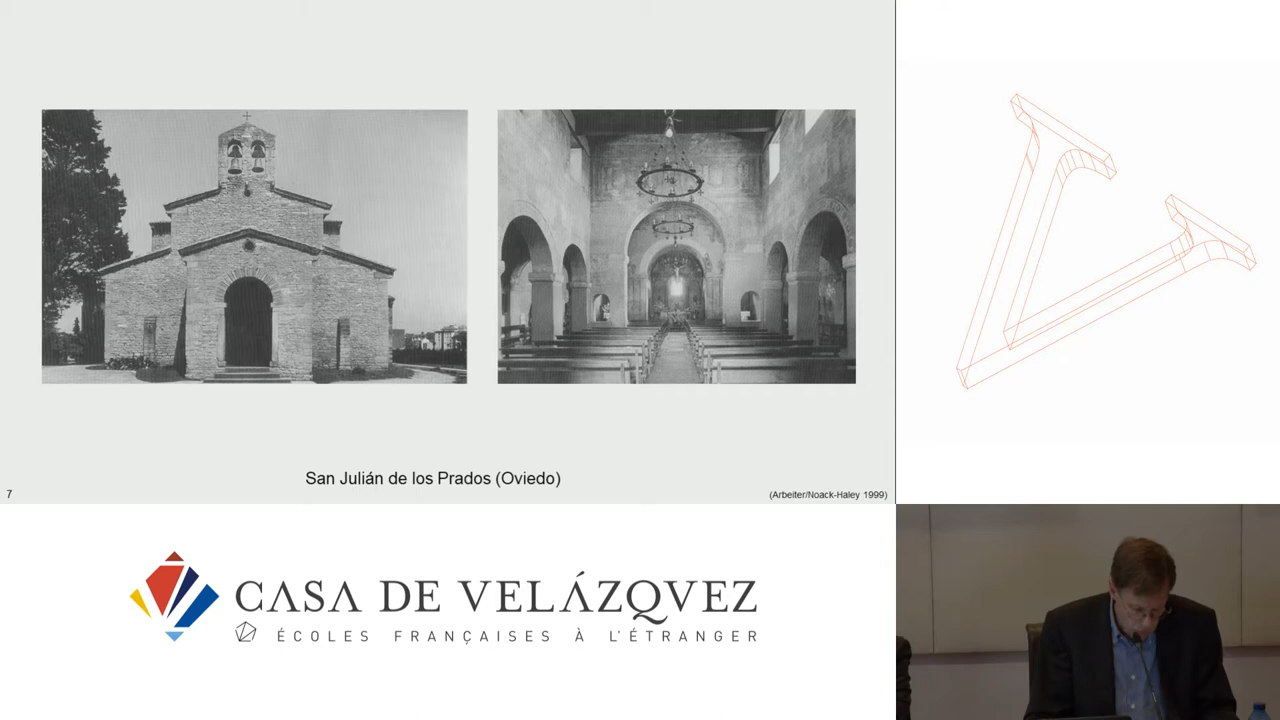 San Julián de los Prados (Oviedo)
7
(Arbeiter/Noack-Haley 1999)
CASA DE VELÁZQVEZ
ÉCOLES FRANÇAISES À L'ÉTRANGER